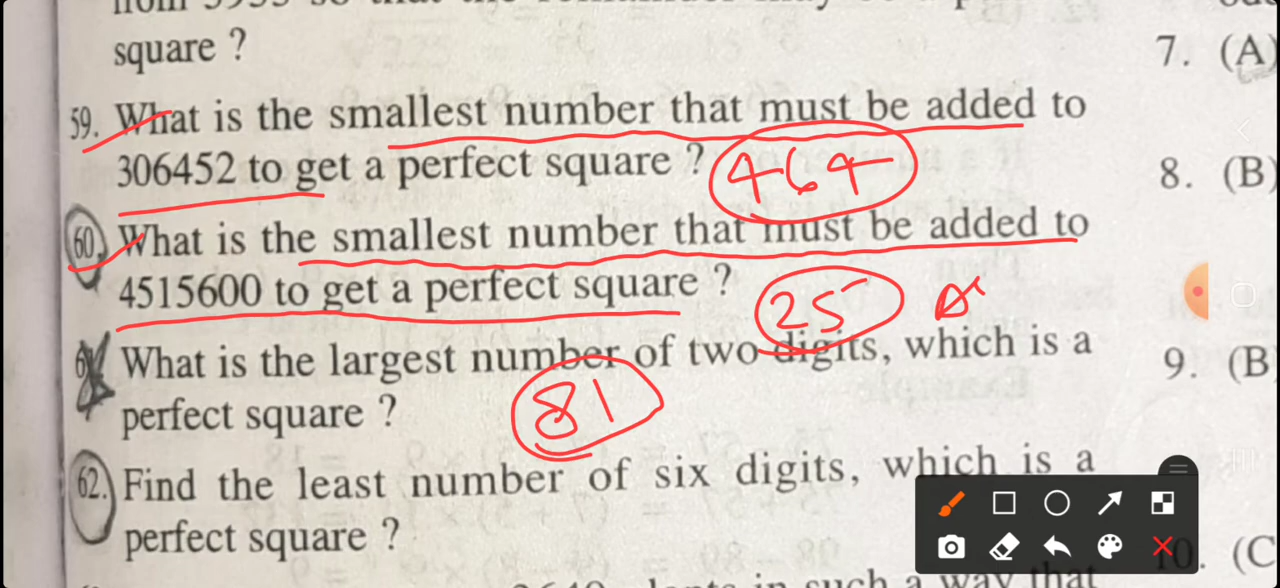 square ?
7. (A)
59. What is the smallest number that must be added to
306452 to get a perfect square ? 464
8. (B)
60. What is the smallest number that must be added to
4515600 to get a perfect square ? 25
What is the largest number of two digits, which is a
9. (B
perfect square ? 81
62. Find the least number of six digits, which is a
perfect square ?
10. (C